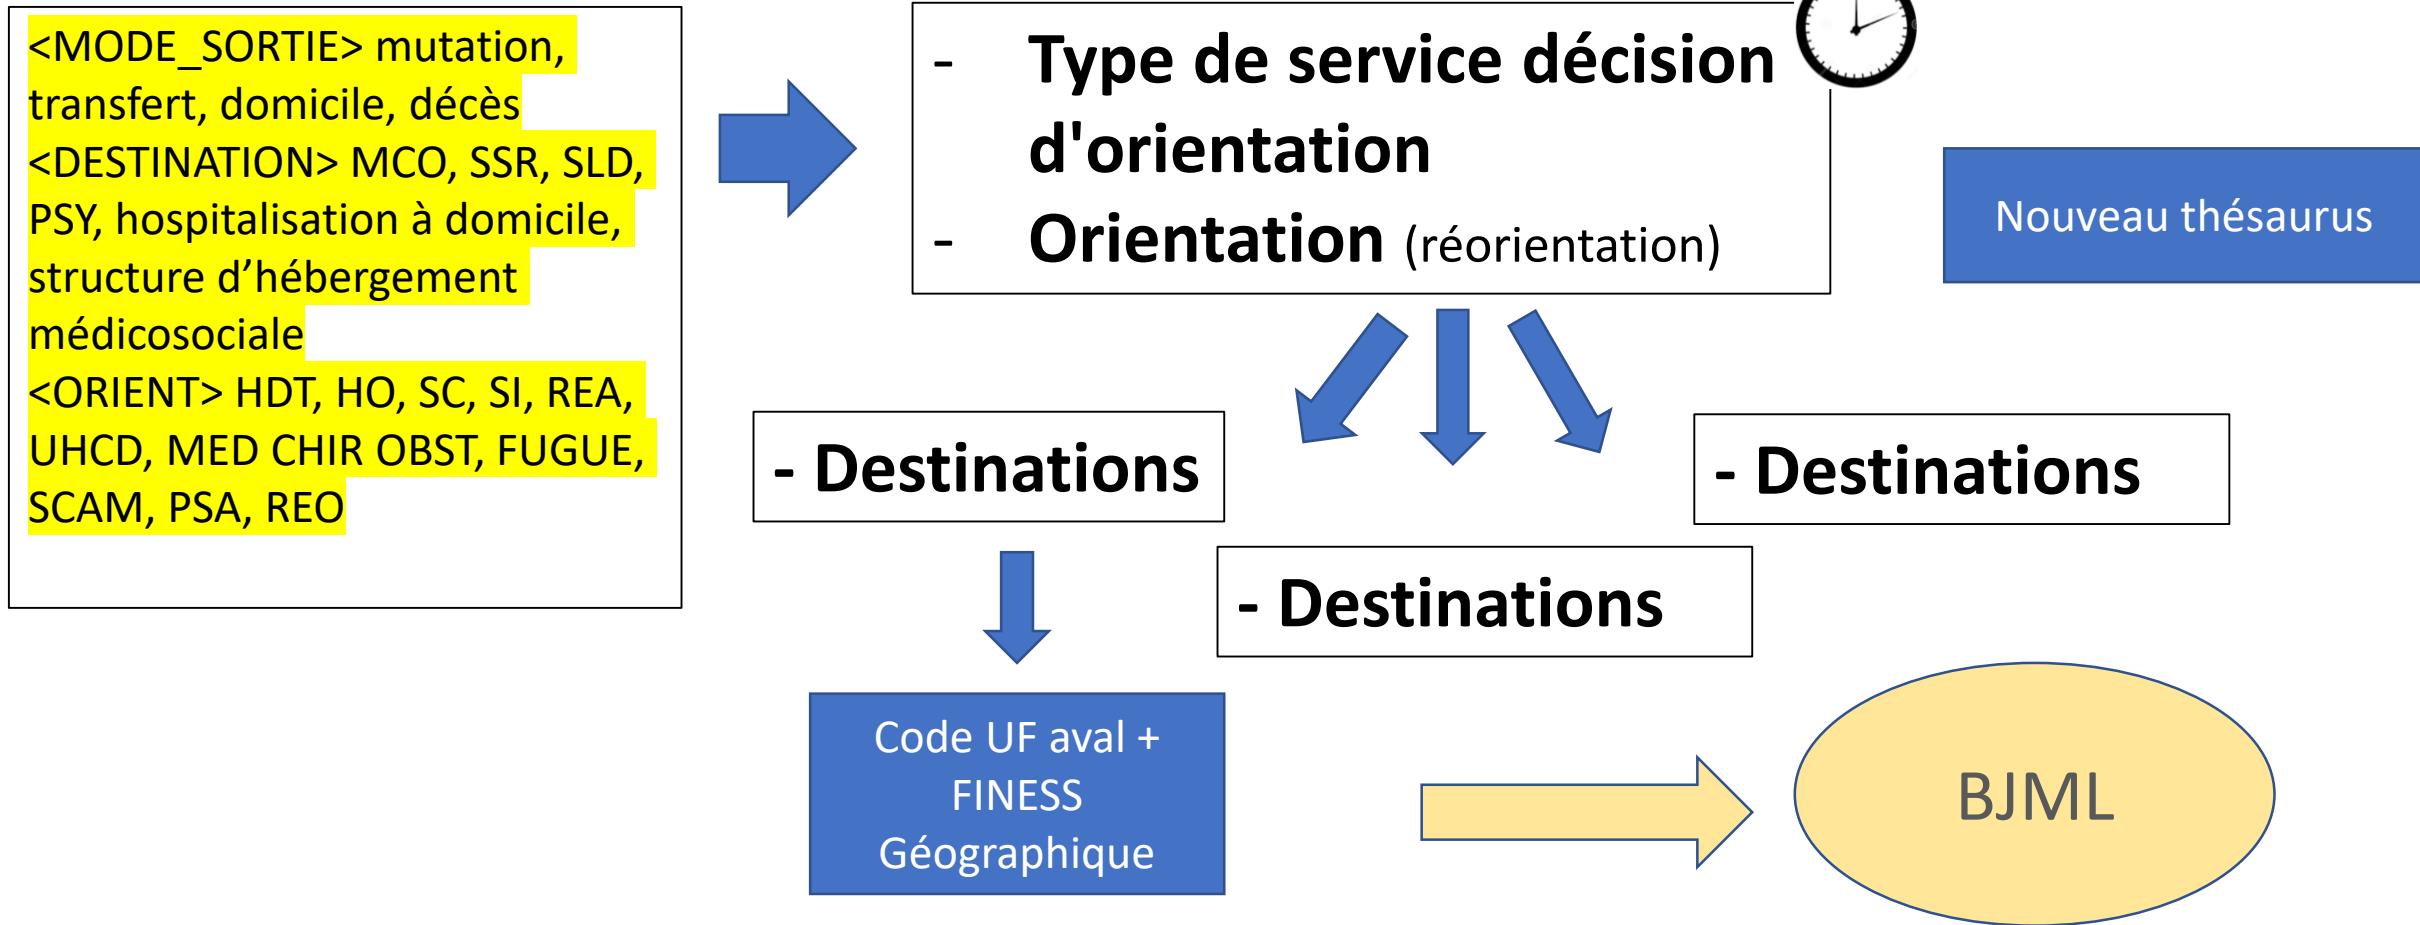 <MODE_SORTIE> mutation,
transfert, domicile, décès
<DESTINATION> MCO, SSR, SLD,
PSY, hospitalisation à domicile,
structure d’hébergement
médicosociale
<ORIENT> HDT, HO, SC, SI, REA,
UHCD, MED CHIR OBST, FUGUE,
SCAM, PSA, REO
- Type de service décision
d'orientation
- Orientation (réorientation)
Nouveau thésaurus
- Destinations
- Destinations
- Destinations
Code UF aval +
FINESS
Géographique
BJML